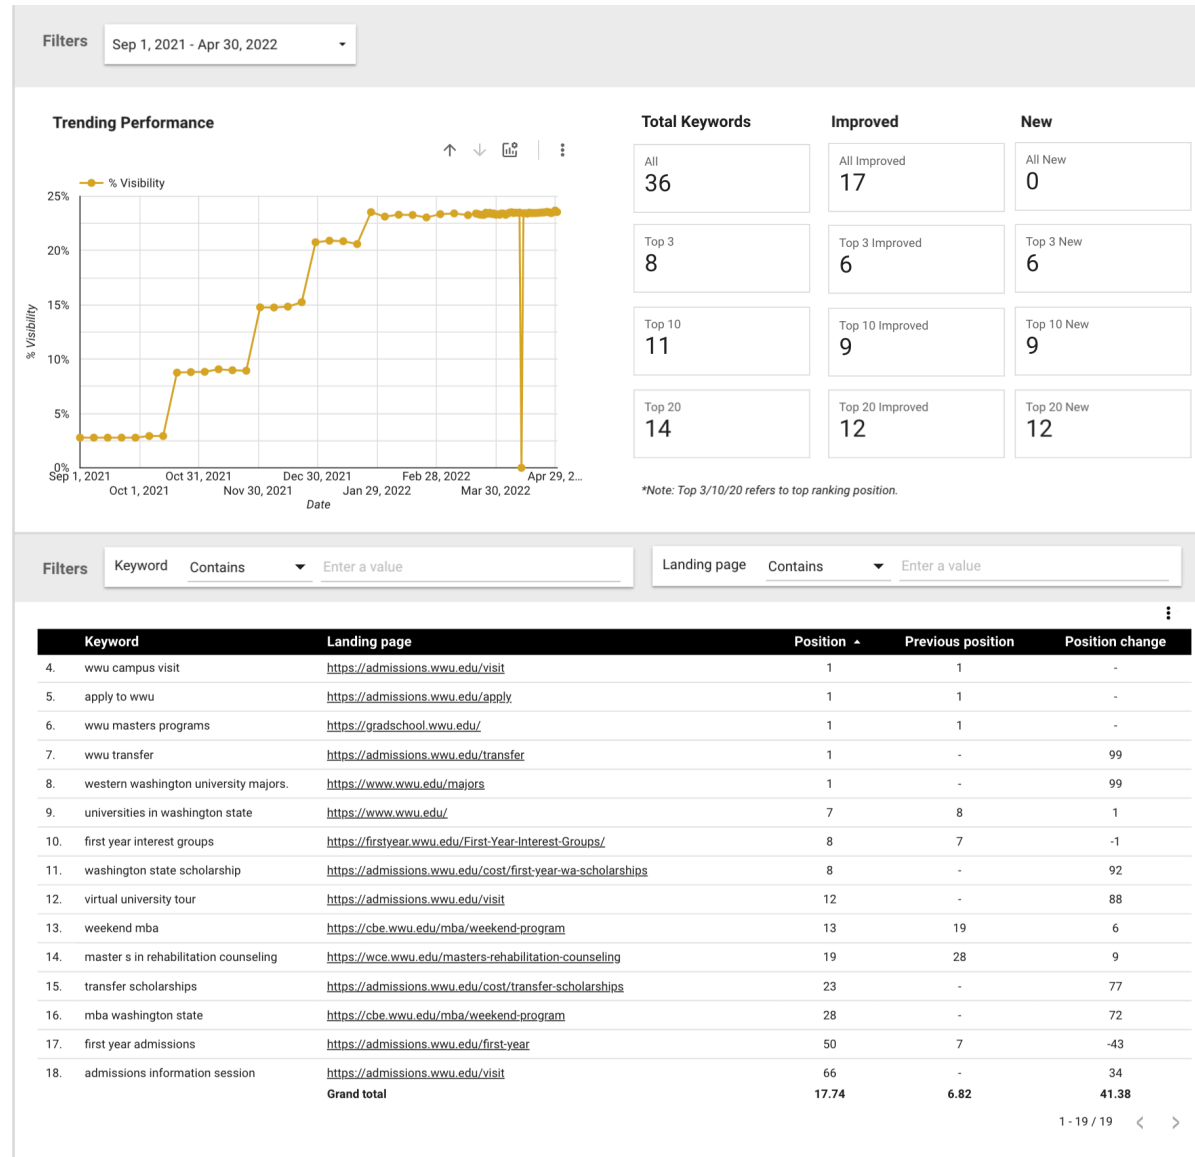 Filters
Sep 1, 2021 - Apr 30, 2022
Trending Performance
% Visibility
25%
20%
15%
10%
5%
0%
% Visibility
Sep 1, 2021
Oct 1, 2021
Oct 31, 2021
Nov 30, 2021
Dec 30, 2021
Jan 29, 2022
Feb 28, 2022
Mar 30, 2022
Apr 29, 2...
Date
Total Keywords Improved New
All 36
All Improved 17
All New 0
Top 3 8
Top 3 Improved 6
Top 3 New 6
Top 10 11
Top 10 Improved 9
Top 10 New 9
Top 20 14
Top 20 Improved 12
Top 20 New 12
*Note: Top 3/10/20 refers to top ranking position.
Filters
Keyword Contains Enter a value
Landing page Contains Enter a value
Keyword Landing page Position Previous position Position change
4. wwu campus visit https://admissions.wwu.edu/visit 1 1 -
5. apply to wwu https://admissions.wwu.edu/apply 1 1 -
6. wwu masters programs https://gradschool.wwu.edu/ 1 1 -
7. wwu transfer https://admissions.wwu.edu/transfer 1 - 99
8. western washington university majors. https://www.wwu.edu/majors 1 - 99
9. universities in washington state https://www.wwu.edu/ 7 8 1
10. first year interest groups https://firstyear.wwu.edu/First-Year-Interest-Groups/ 8 7 -1
11. washington state scholarship https://admissions.wwu.edu/cost/first-year-wa-scholarships 8 - 92
12. virtual university tour https://admissions.wwu.edu/visit 12 - 88
13. weekend mba https://cbe.wwu.edu/mba/weekend-program 13 19 6
14. master s in rehabilitation counseling https://wce.wwu.edu/masters-rehabilitation-counseling 19 28 9
15. transfer scholarships https://admissions.wwu.edu/cost/transfer-scholarships 23 - 77
16. mba washington state https://cbe.wwu.edu/mba/weekend-program 28 - 72
17. first year admissions https://admissions.wwu.edu/first-year 50 7 -43
18. admissions information session https://admissions.wwu.edu/visit 66 - 34
Grand total 17.74 6.82 41.38
1 - 19 / 19